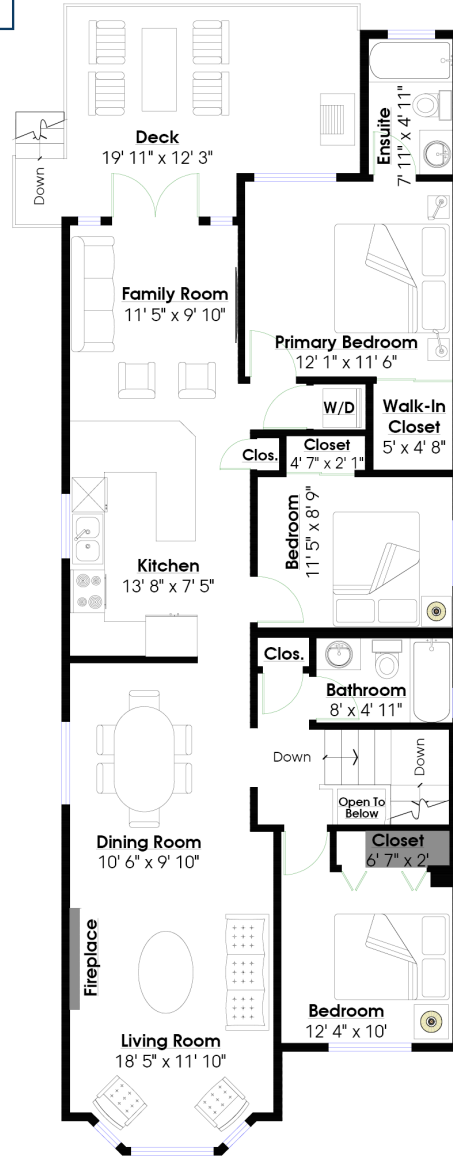 Deck
19' 11" x 12' 3"
Down
Ensuite
7' 11" x 4' 11"
Family Room
11' 5" x 9' 10"
Primary Bedroom
12' 1" x 11' 6"
W/D
Walk-In
Closet
5' x 4' 8"
Clos.
Closet
4' 7" x 2' 1"
Bedroom
11' 5" x 8' 9"
Kitchen
13' 8" x 7' 5"
Clos.
Bathroom
8' x 4' 11"
Down
Down
Open To
Below
Dining Room
10' 6" x 9' 10"
Closet
6' 7" x 2'
Fireplace
Bedroom
12' 4" x 10'
Living Room
18' 5" x 11' 10"